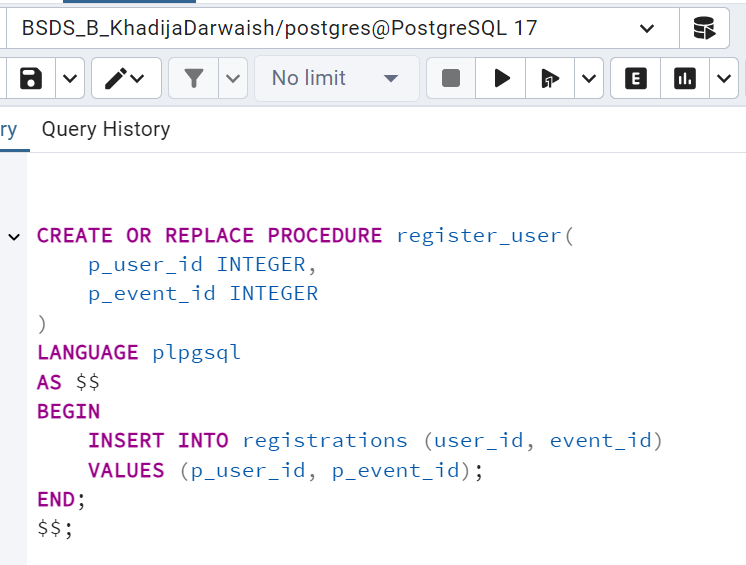 BSDS_B_KhadijaDarwaish/postgres@PostgreSQL 17
No limit
E
ry Query History
CREATE OR REPLACE PROCEDURE register_user(
    p_user_id INTEGER,
    p_event_id INTEGER
)
LANGUAGE plpgsql
AS $$
BEGIN
    INSERT INTO registrations (user_id, event_id)
    VALUES (p_user_id, p_event_id);
END;
$$;